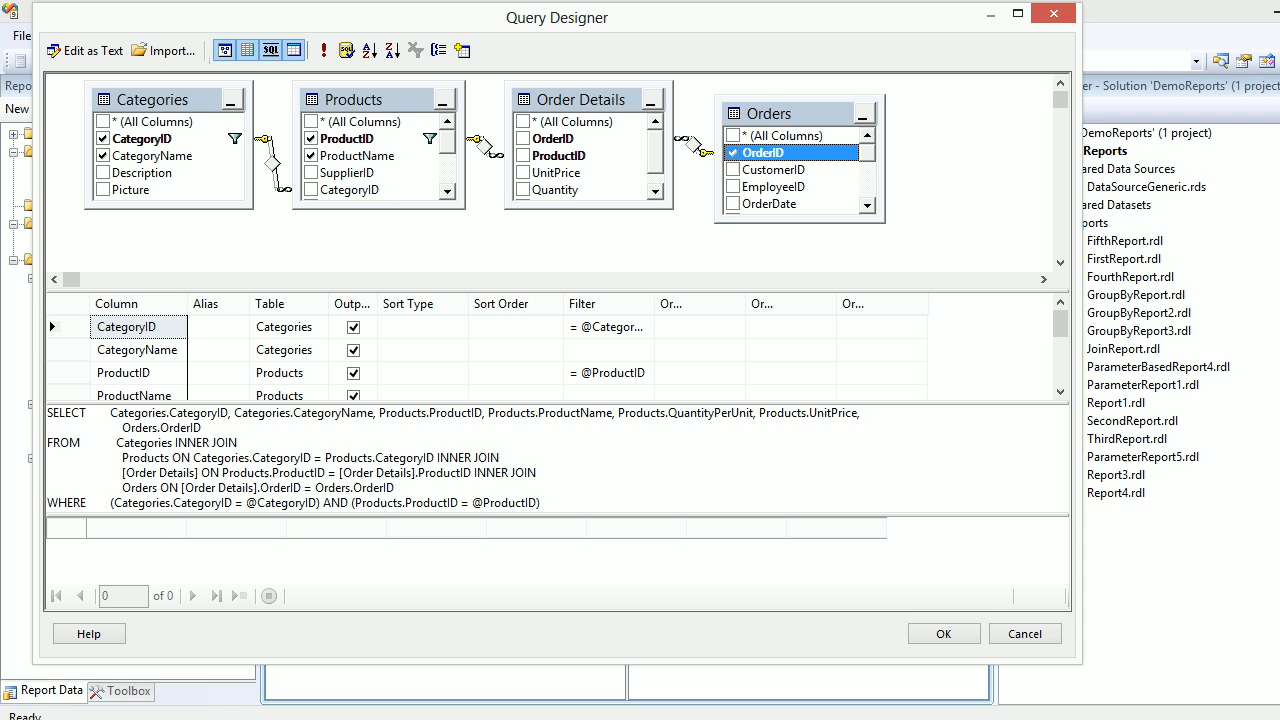 Query Designer
File
er - Solution 'DemoReports' (1 project)
Edit as Text
Import...
SQL
Repo
New
Categories
* (All Columns)
CategoryID
CategoryName
Description
Picture
Products
* (All Columns)
ProductID
ProductName
SupplierID
CategoryID
Order Details
* (All Columns)
OrderID
ProductID
UnitPrice
Quantity
Orders
* (All Columns)
OrderID
CustomerID
EmployeeID
OrderDate
Column Alias Table Outp... Sort Type Sort Order Filter Or... Or... Or...
CategoryID Categories = @Categor...
CategoryName Categories
ProductID Products = @ProductID
ProductName Products
SELECT Categories.CategoryID, Categories.CategoryName, Products.ProductID, Products.ProductName, Products.QuantityPerUnit, Products.UnitPrice,
Orders.OrderID
FROM Categories INNER JOIN
Products ON Categories.CategoryID = Products.CategoryID INNER JOIN
[Order Details] ON Products.ProductID = [Order Details].ProductID INNER JOIN
Orders ON [Order Details].OrderID = Orders.OrderID
WHERE (Categories.CategoryID = @CategoryID) AND (Products.ProductID = @ProductID)
0 of 0
Help
OK
Cancel
DemoReports' (1 project)
Reports
ared Data Sources
DataSourceGeneric.rds
ared Datasets
ports
FifthReport.rdl
FirstReport.rdl
FourthReport.rdl
GroupByReport.rdl
GroupByReport2.rdl
GroupByReport3.rdl
JoinReport.rdl
ParameterBasedReport4.rdl
ParameterReport1.rdl
Report1.rdl
SecondReport.rdl
ThirdReport.rdl
ParameterReport5.rdl
Report3.rdl
Report4.rdl
Report Data
Toolbox
Ready